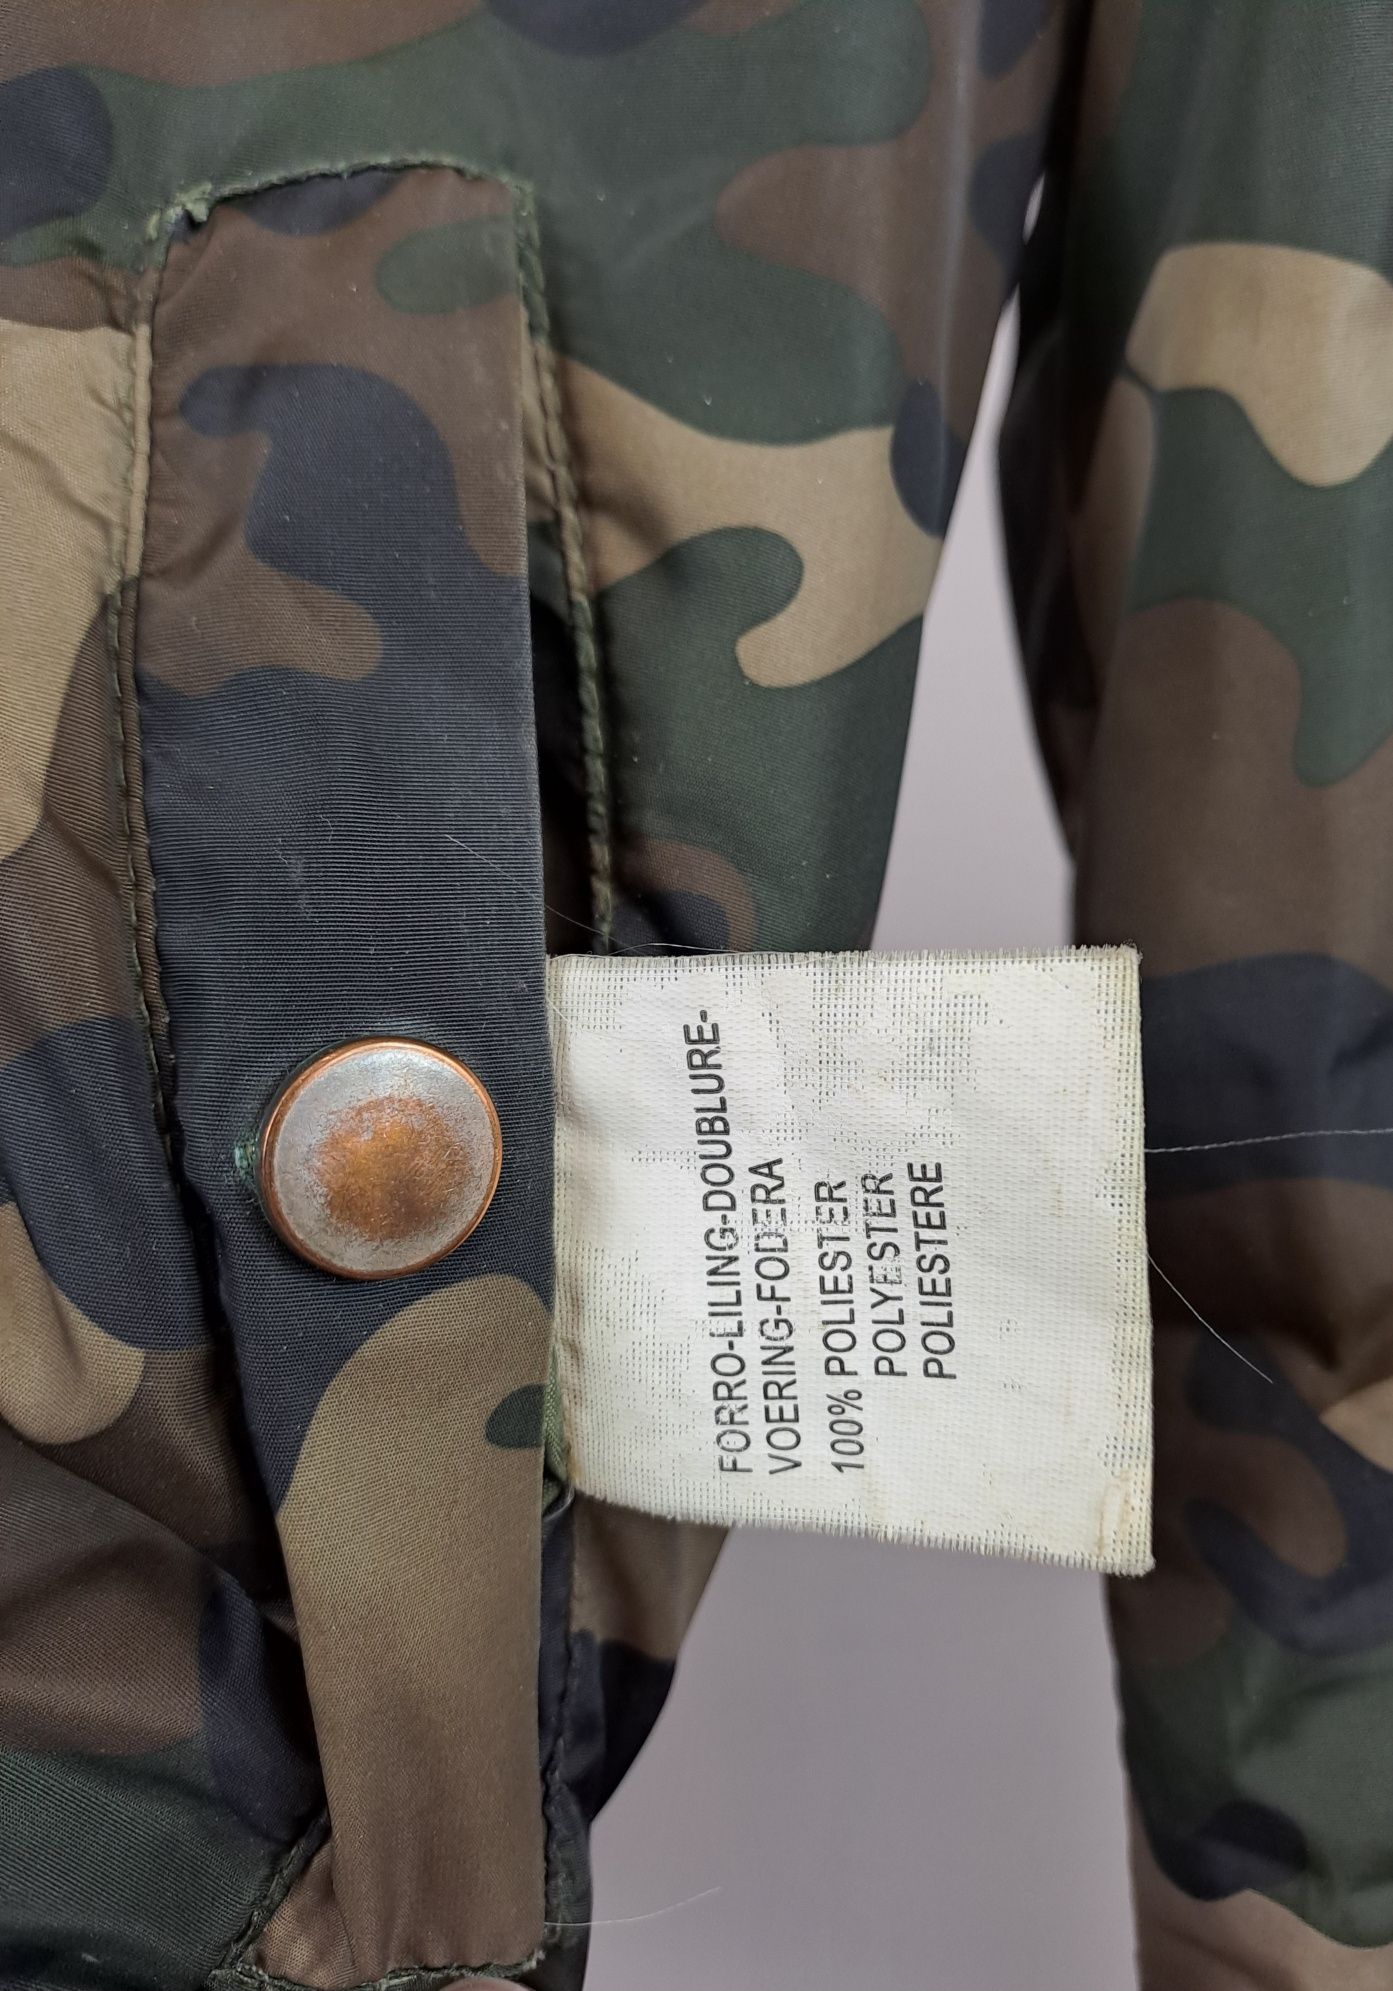 FORRO-LILING-DOUBLURE-
VOERING-FODERA
100% POLIESTER
POLYESTER
POLIESTERE